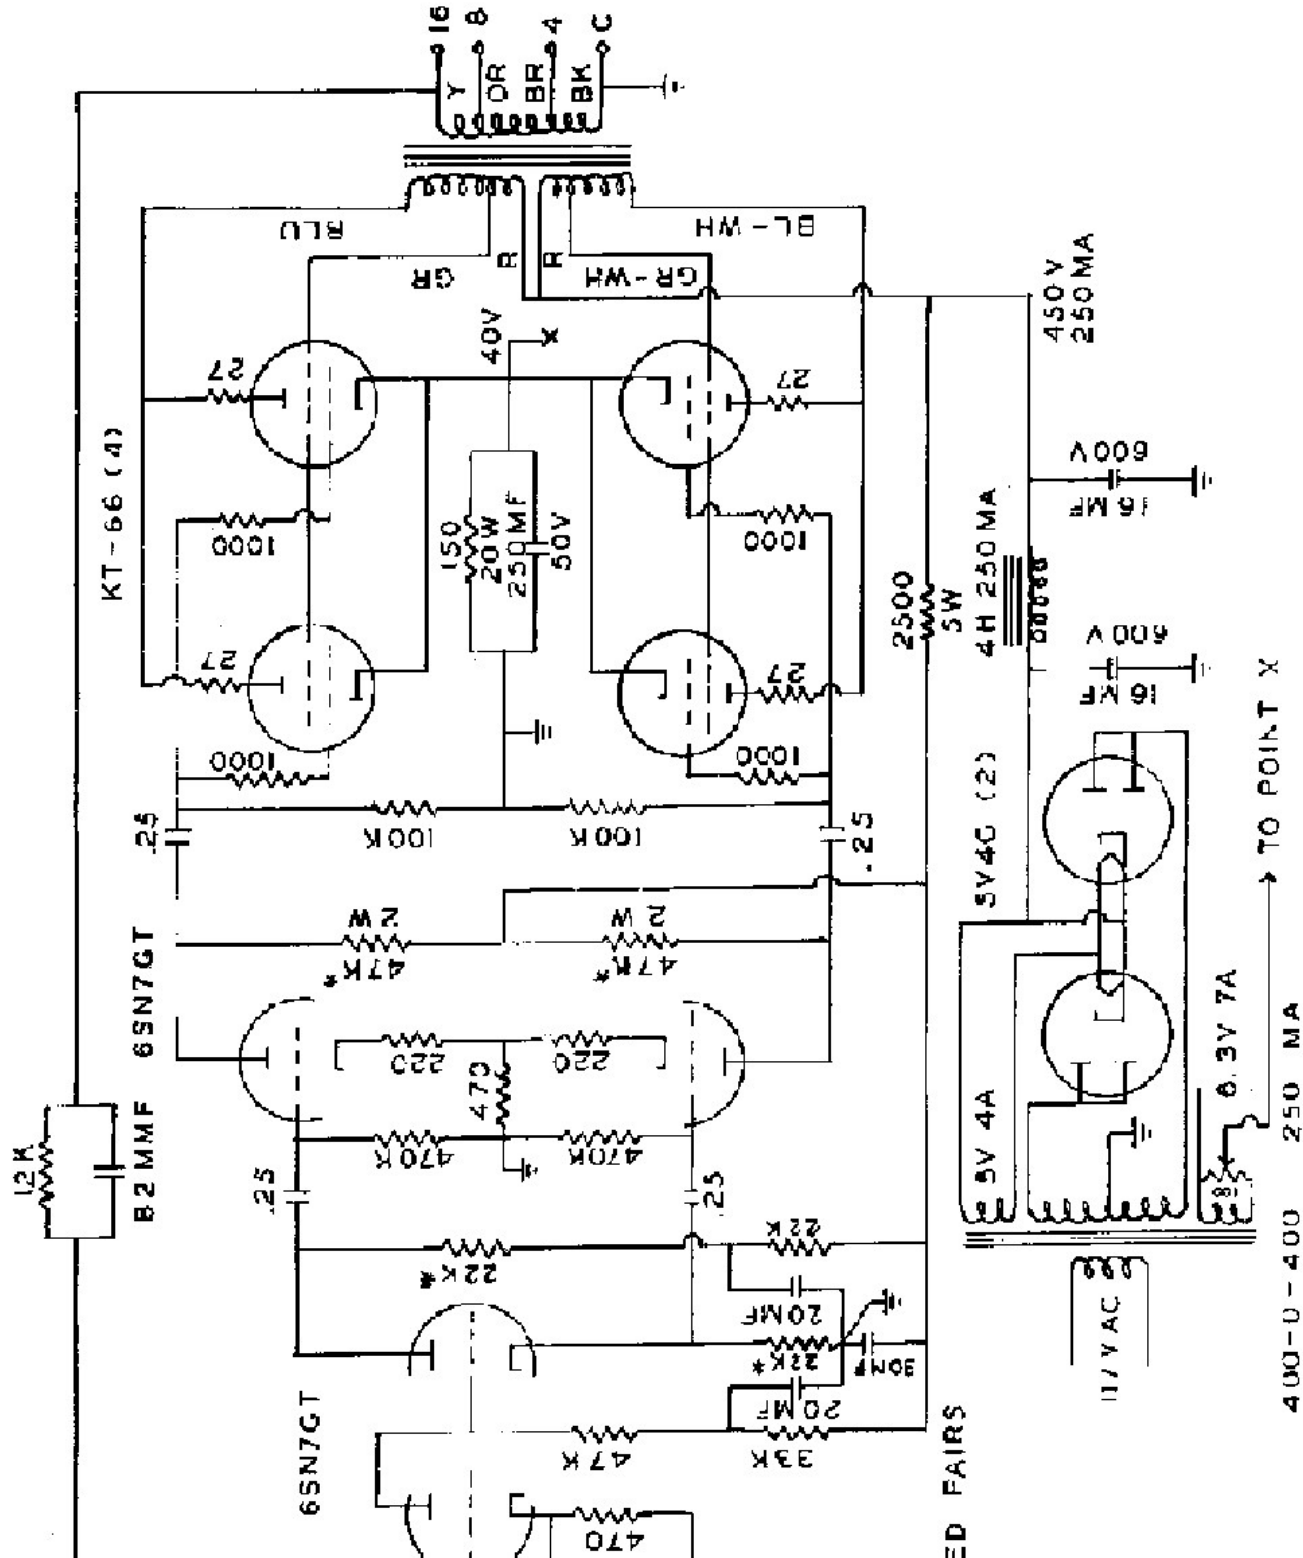 16
8
4
C
Y
OR
BR
BK
BLU
BL-WH
GR
R
R
GR-WH
450V
250MA
40V
X
27
27
KT-66 (4)
600V
16MF
1000
150
20W
250MF
50V
1000
2500
5W
4H 250MA
600V
16MF
27
27
1000
1000
TO POINT X
.25
100K
100K
.25
5V4G (2)
2W
47K*
2W
47K*
6SN7GT
220
220
470
470K
470K
6.3V 7A
5V 4A
12K
82MMF
.25
.25
22K*
22K
20MF
22K*
30MF
20MF
117V AC
400-0-400 250 MA
6SN7GT
47K
33K
470
ED PAIRS